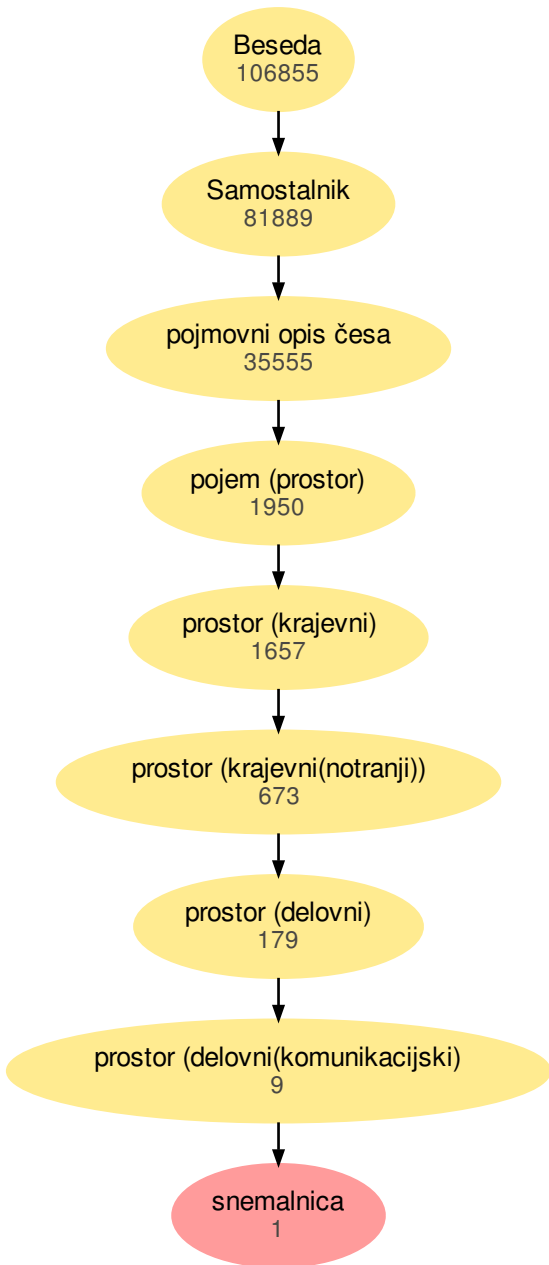 Beseda
106855
Samostalnik
81889
pojmovni opis česa
35555
pojem (prostor)
1950
prostor (krajevni)
1657
prostor (krajevni(notranji))
673
prostor (delovni)
179
prostor (delovni(komunikacijski)
9
snemalnica
1